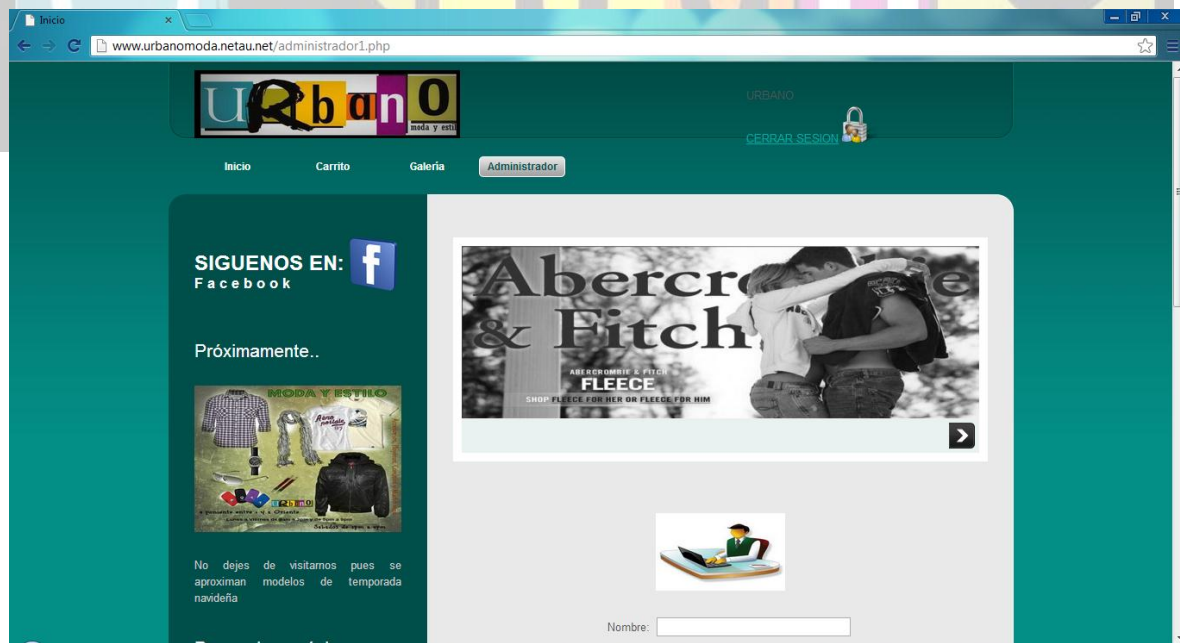 Inicio
www.urbanomoda.netau.net/administrador1.php
uRbanO
moda y estil
URBANO
CERRAR SESION
Inicio
Carrito
Galería
Administrador
SIGUENOS EN:
Facebook
Próximamente..
MODA Y ESTILO
No dejes de visitarnos pues se
aproximan modelos de temporada
navideña
Abercrombie
& Fitch
ABERCROMBIE & FITCH
FLEECE
SHOP FLEECE FOR HER OR FLEECE FOR HIM
Nombre: